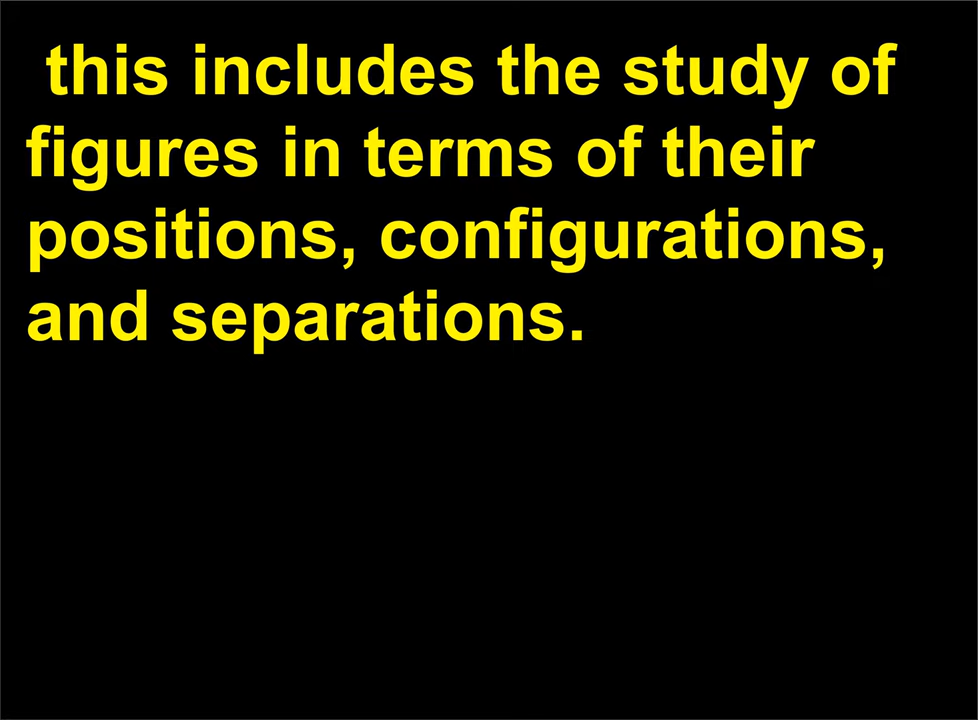 this includes the study of
figures in terms of their
positions, configurations,
and separations.